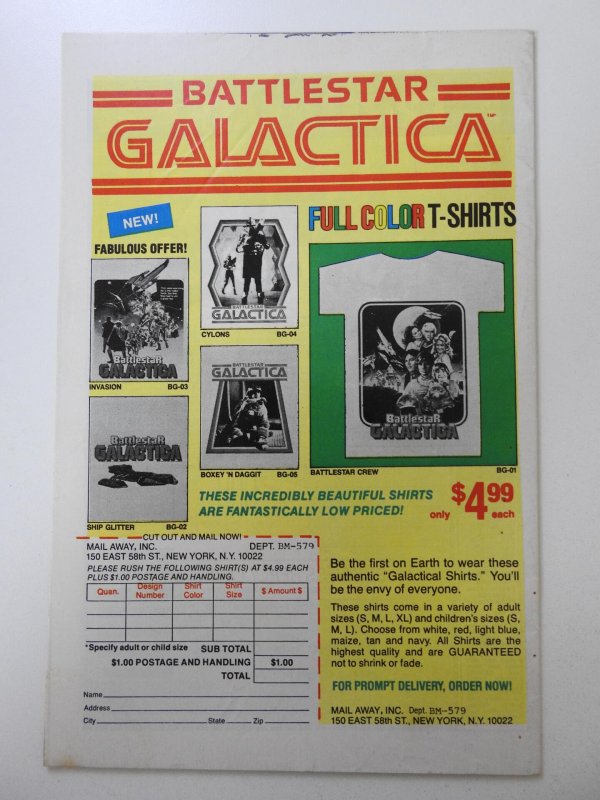 BATTLESTAR
GALACTICA™
NEW!
FABULOUS OFFER!
FULL COLOR T-SHIRTS
Battlestar
GALACTICA
INVASION BG-03
BATTLESTAR
GALACTICA
CYLONS BG-04
Battlestar
GALACTICA
SHIP GLITTER BG-02
BATTLESTAR
GALACTICA
BOXEY 'N DAGGIT BG-05
Battlestar
GALACTICA
BATTLESTAR CREW BG-01
THESE INCREDIBLY BEAUTIFUL SHIRTS
ARE FANTASTICALLY LOW PRICED!
only $4.99 each
CUT OUT AND MAIL NOW!
MAIL AWAY, INC. DEPT. BM-579
150 EAST 58th ST., NEW YORK, N.Y. 10022
PLEASE RUSH THE FOLLOWING SHIRT(S) AT $4.99 EACH
PLUS $1.00 POSTAGE AND HANDLING.
Quan. Design Number Shirt Color Shirt Size $ Amount $
*Specify adult or child size SUB TOTAL
$1.00 POSTAGE AND HANDLING $1.00
TOTAL
Name
Address
City State Zip
Be the first on Earth to wear these
authentic "Galactical Shirts." You'll
be the envy of everyone.
These shirts come in a variety of adult
sizes (S, M, L, XL) and children's sizes (S,
M, L). Choose from white, red, light blue,
maize, tan and navy. All Shirts are the
highest quality and are GUARANTEED
not to shrink or fade.
FOR PROMPT DELIVERY, ORDER NOW!
MAIL AWAY, INC. Dept. BM-579
150 EAST 58th ST., NEW YORK, N.Y. 10022